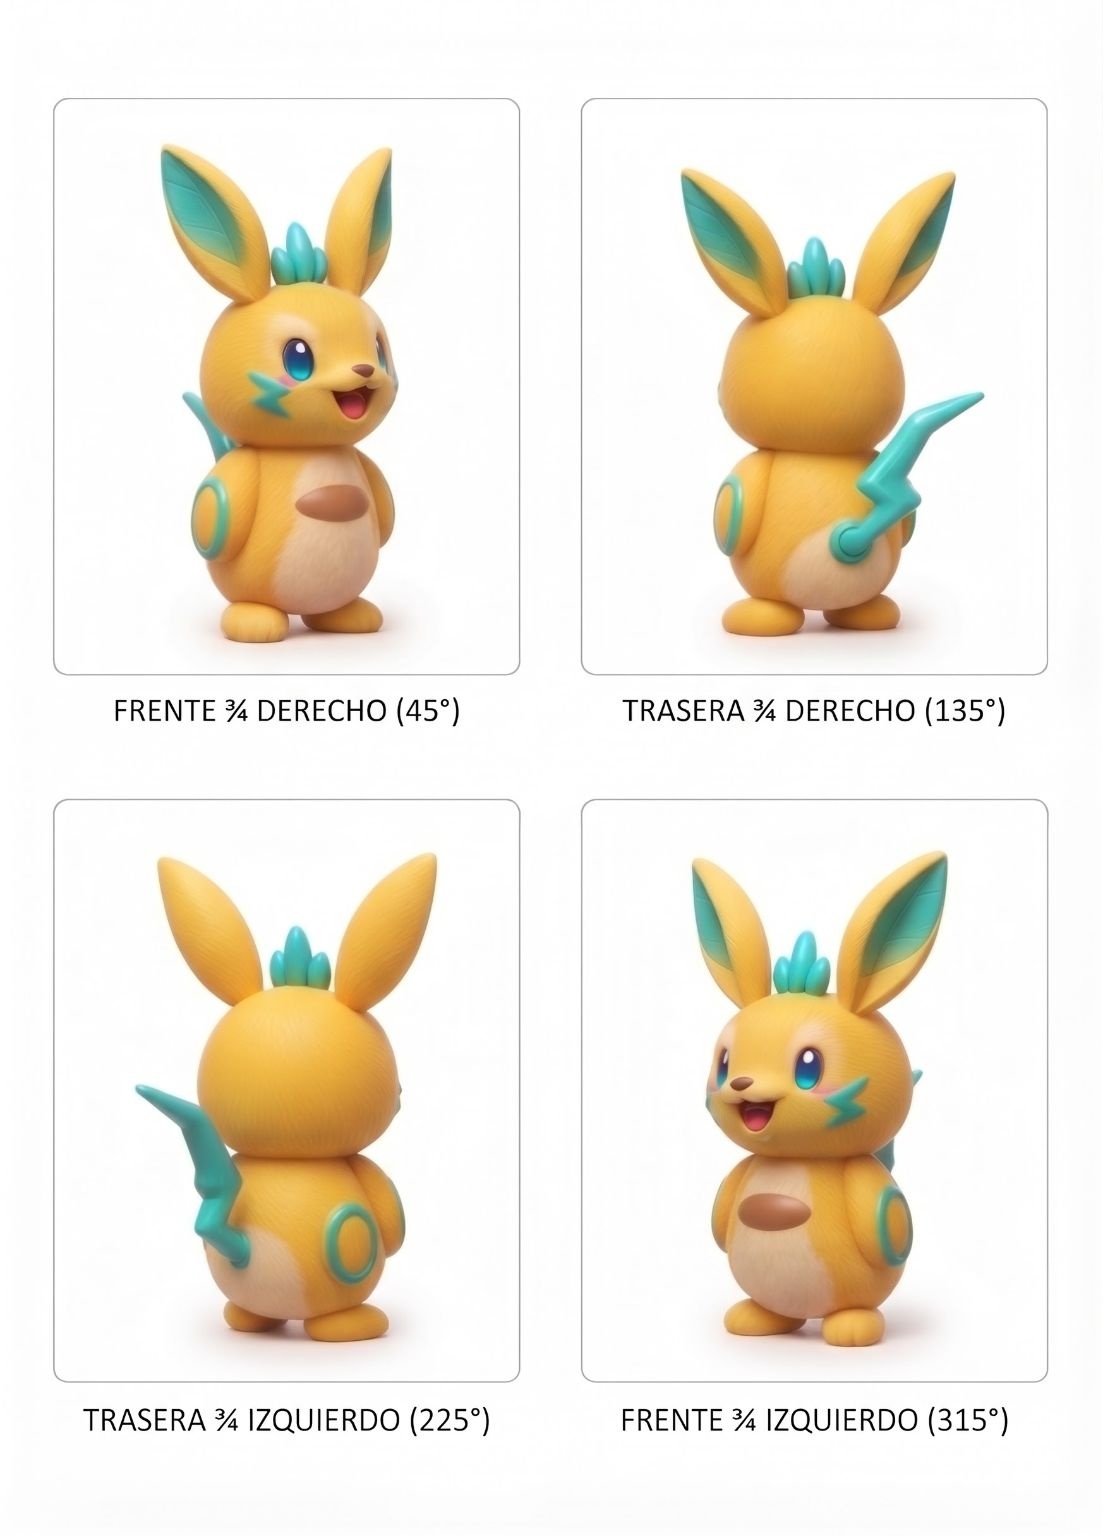 FRENTE ¾ DERECHO (45°)
TRASERA ¾ DERECHO (135°)
TRASERA ¾ IZQUIERDO (225°)
FRENTE ¾ IZQUIERDO (315°)